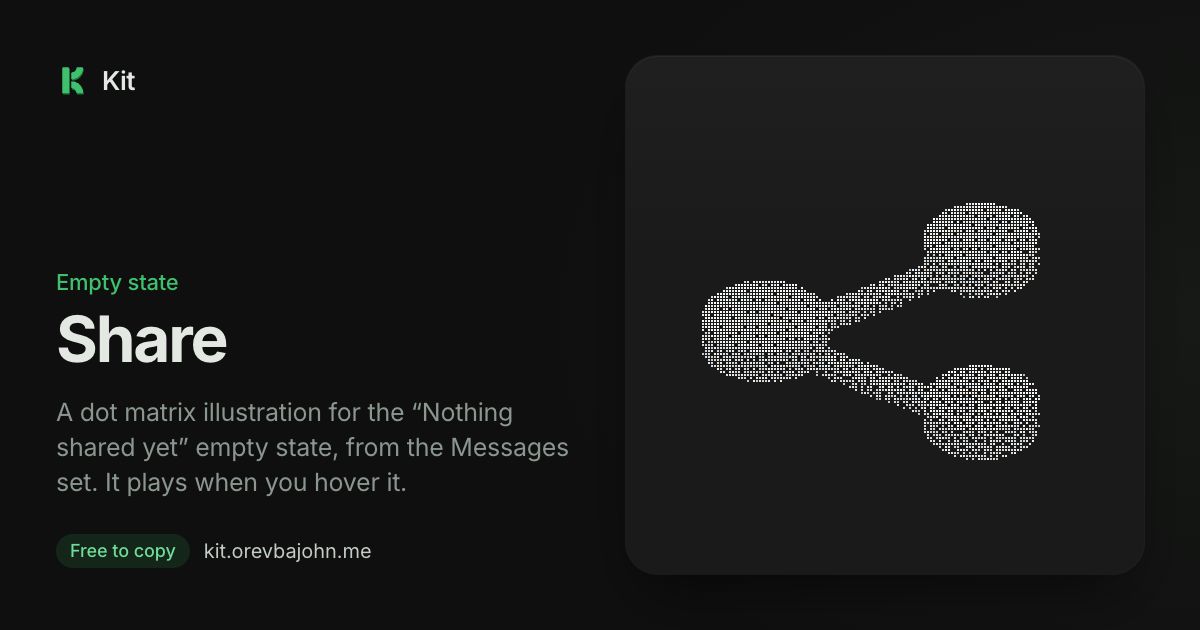 Kit
Empty state
Share
A dot matrix illustration for the “Nothing
shared yet” empty state, from the Messages
set. It plays when you hover it.
Free to copy
kit.orevbajohn.me